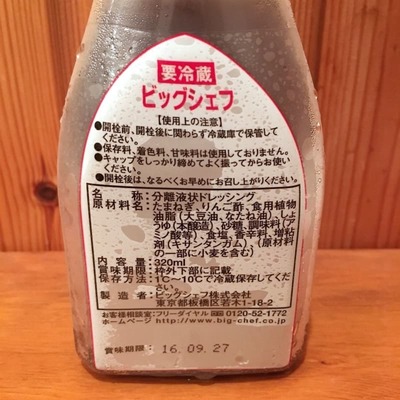 要冷蔵
ビッグシェフ
【使用上の注意】
●開栓前、開栓後に関わらず冷蔵庫で保管してください。
●保存料、着色料、甘味料は使用しておりません。
●キャップをしっかり締めてよく振ってからお使いください。
●開栓後は、なるべくお早めにお召し上がりください。
名称:分離液状ドレッシング
原材料名:たまねぎ、りんご酢、食用植物
油脂(大豆油、なたね油)、しょ
うゆ(本醸造)、砂糖、調味料(ア
ミノ酸等)、食塩、香辛料、増粘
剤(キサンタンガム)、(原材料
の一部に小麦を含む)
内容量:320ml
賞味期限:枠外下部に記載
保存方法:1℃~10℃で冷蔵保存してくだ
さい。
製造者:ビッグシェフ株式会社
東京都板橋区若木1-18-2
お客様相談室:フリーダイヤル 0120-52-1772
ホームページ http://www.big-chef.co.jp
賞味期限 16.09.27